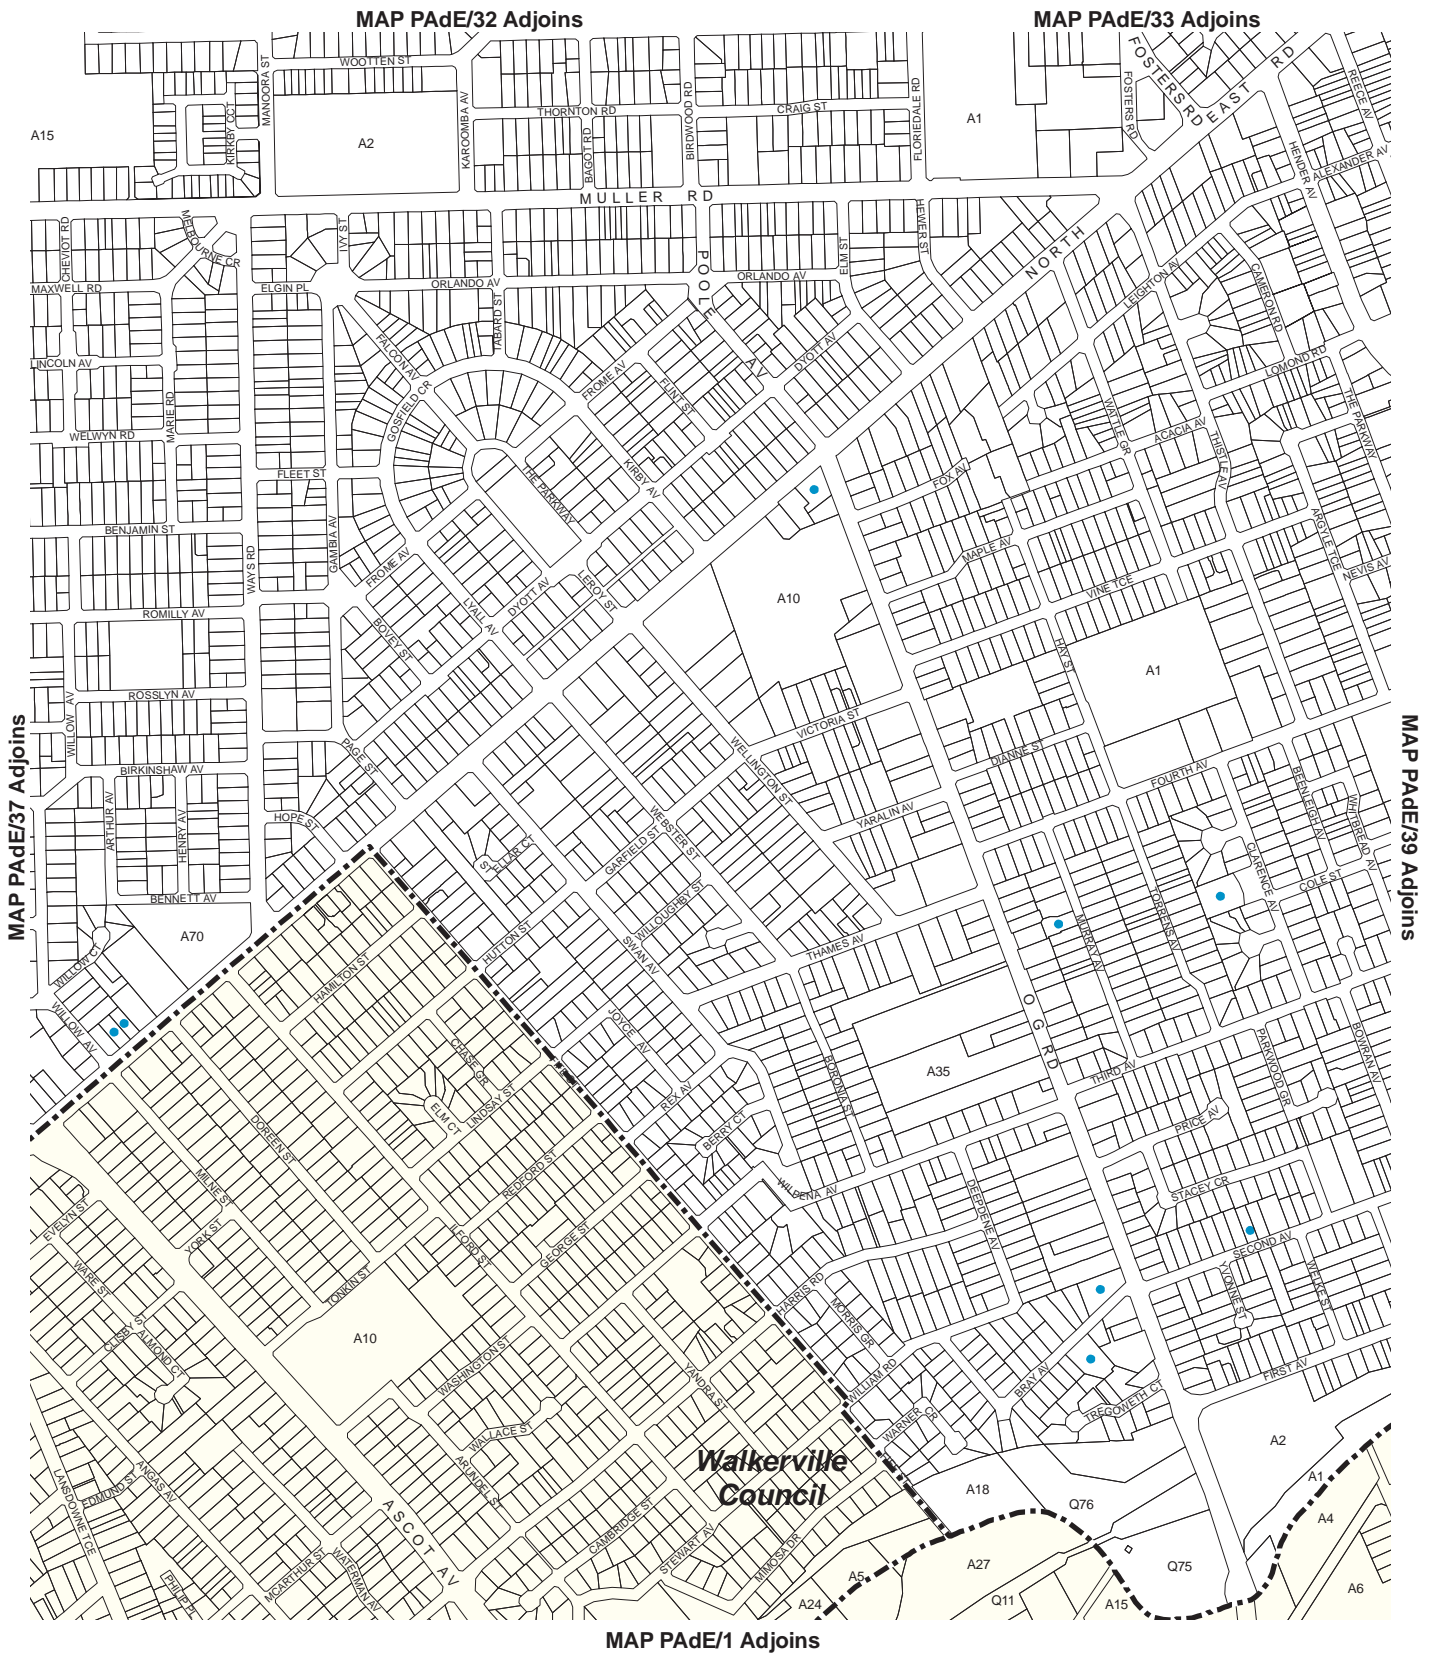 MAP PAdE/32 Adjoins
MAP PAdE/33 Adjoins
WOOTTEN ST
MANOORA ST
KIRKBY CCT
A15
A2
KAROOMBA AV
THORNTON RD
BAGOT RD
BIRDWOOD RD
CRAIG ST
FLORIEDALE RD
A1
FOSTERS RD
FOSTERS RD
EAST RD
REECE AV
HENDER AV
ALEXANDER AV
MULLER RD
CHEVIOT RD
MELBOURNE CR
IVY ST
MAXWELL RD
ELGIN PL
ORLANDO AV
TABARD ST
POOLE AV
ORLANDO AV
ELM ST
HEWER ST
NORTH
LEIGHTON AV
CAMERON RD
LINCOLN AV
MARIE RD
FALCON AV
GOSFIELD CR
FROME AV
FLINT ST
DYOTT AV
LOMOND RD
THE PARKWAY
WATTLE GR
ACACIA AV
THISTLE AV
WELWYN RD
FLEET ST
THE PARKWAY
KIRBY AV
FOX AV
BENJAMIN ST
WAYS RD
GAMBIA AV
FROME AV
LYALL AV
DYOTT AV
LEROY ST
MAPLE AV
VINE TCE
ARGYLE TCE
NEVIS AV
ROMILLY AV
BOVEY ST
A10
HAY ST
A1
ROSSLYN AV
WILLOW AV
MAP PAdE/37 Adjoins
MAP PAdE/39 Adjoins
PAGE ST
WELLINGTON ST
VICTORIA ST
DIANNE ST
FOURTH AV
BEENLEIGH AV
WHITBREAD AV
BIRKINSHAW AV
ARTHUR AV
HENRY AV
HOPE ST
STELLAR CT
GARFIELD ST
WEBSTER ST
YARALIN AV
CLARENCE AV
COLE ST
BENNETT AV
A70
WILLOW CT
WILLOW AV
HUTTON ST
WILLOUGHBY ST
SWAN AV
THAMES AV
MURRAY AV
TORRENS AV
HAMILTON ST
CHASE GR
ELM CT
LINDSAY ST
JOYCE AV
REX AV
BERRY CT
BORONIA ST
A35
O G RD
THIRD AV
PARKWOOD GR
BOWRAN AV
PRICE AV
DOREEN ST
MILNE ST
REDFORD ST
WILPENA AV
DEEPDENE AV
STACEY CR
SECOND AV
EVELYN ST
YORK ST
ILFORD ST
GEORGE ST
TONKIN ST
WARE ST
CLISBY ST
ALMOND CT
A10
HARRIS RD
MORRIS GR
YVONNE ST
WELKE ST
WASHINGTON ST
YANDRA ST
WILLIAM RD
BRAY AV
FIRST AV
WALLACE ST
WARNER CR
TREGOWETH CT
LANSDOWNE TCE
EDMUND ST
ANGAS AV
ARUNDEL ST
Walkerville
Council
A2
A1
A18
Q76
A4
ASCOT AV
CAMBRIDGE ST
STEWART AV
MIMOSA DR
PHILIP PL
MCARTHUR ST
WATERMAN AV
A24
A5
A27
Q11
A15
Q75
A6
MAP PAdE/1 Adjoins